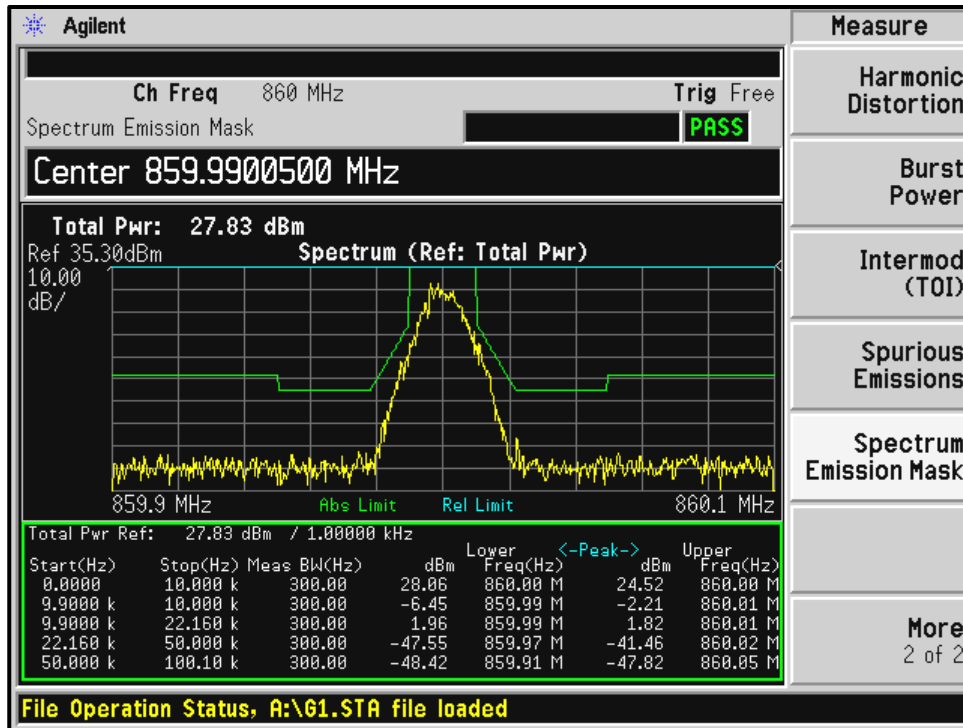 Agilent
Measure
Ch Freq 860 MHz Trig Free
Harmonic
Distortion
Spectrum Emission Mask PASS
Center 859.9900500 MHz
Burst
Power
Total Pwr: 27.83 dBm
Ref 35.30dBm Spectrum (Ref: Total Pwr)
10.00
dB/
Intermod
(TOI)
Spurious
Emissions
Spectrum
Emission Mask
859.9 MHz Abs Limit Rel Limit 860.1 MHz
Total Pwr Ref: 27.83 dBm / 1.00000 kHz
Lower <-Peak-> Upper
Start(Hz) Stop(Hz) Meas BW(Hz) dBm Freq(Hz) dBm Freq(Hz)
0.0000 10.000 k 300.00 28.06 860.00 M 24.52 860.00 M
9.9000 k 10.000 k 300.00 -6.45 859.99 M -2.21 860.01 M
9.9000 k 22.160 k 300.00 1.96 859.99 M 1.82 860.01 M
22.160 k 50.000 k 300.00 -47.55 859.97 M -41.46 860.02 M
50.000 k 100.10 k 300.00 -48.42 859.91 M -47.82 860.05 M
More
2 of 2
File Operation Status, A:\G1.STA file loaded